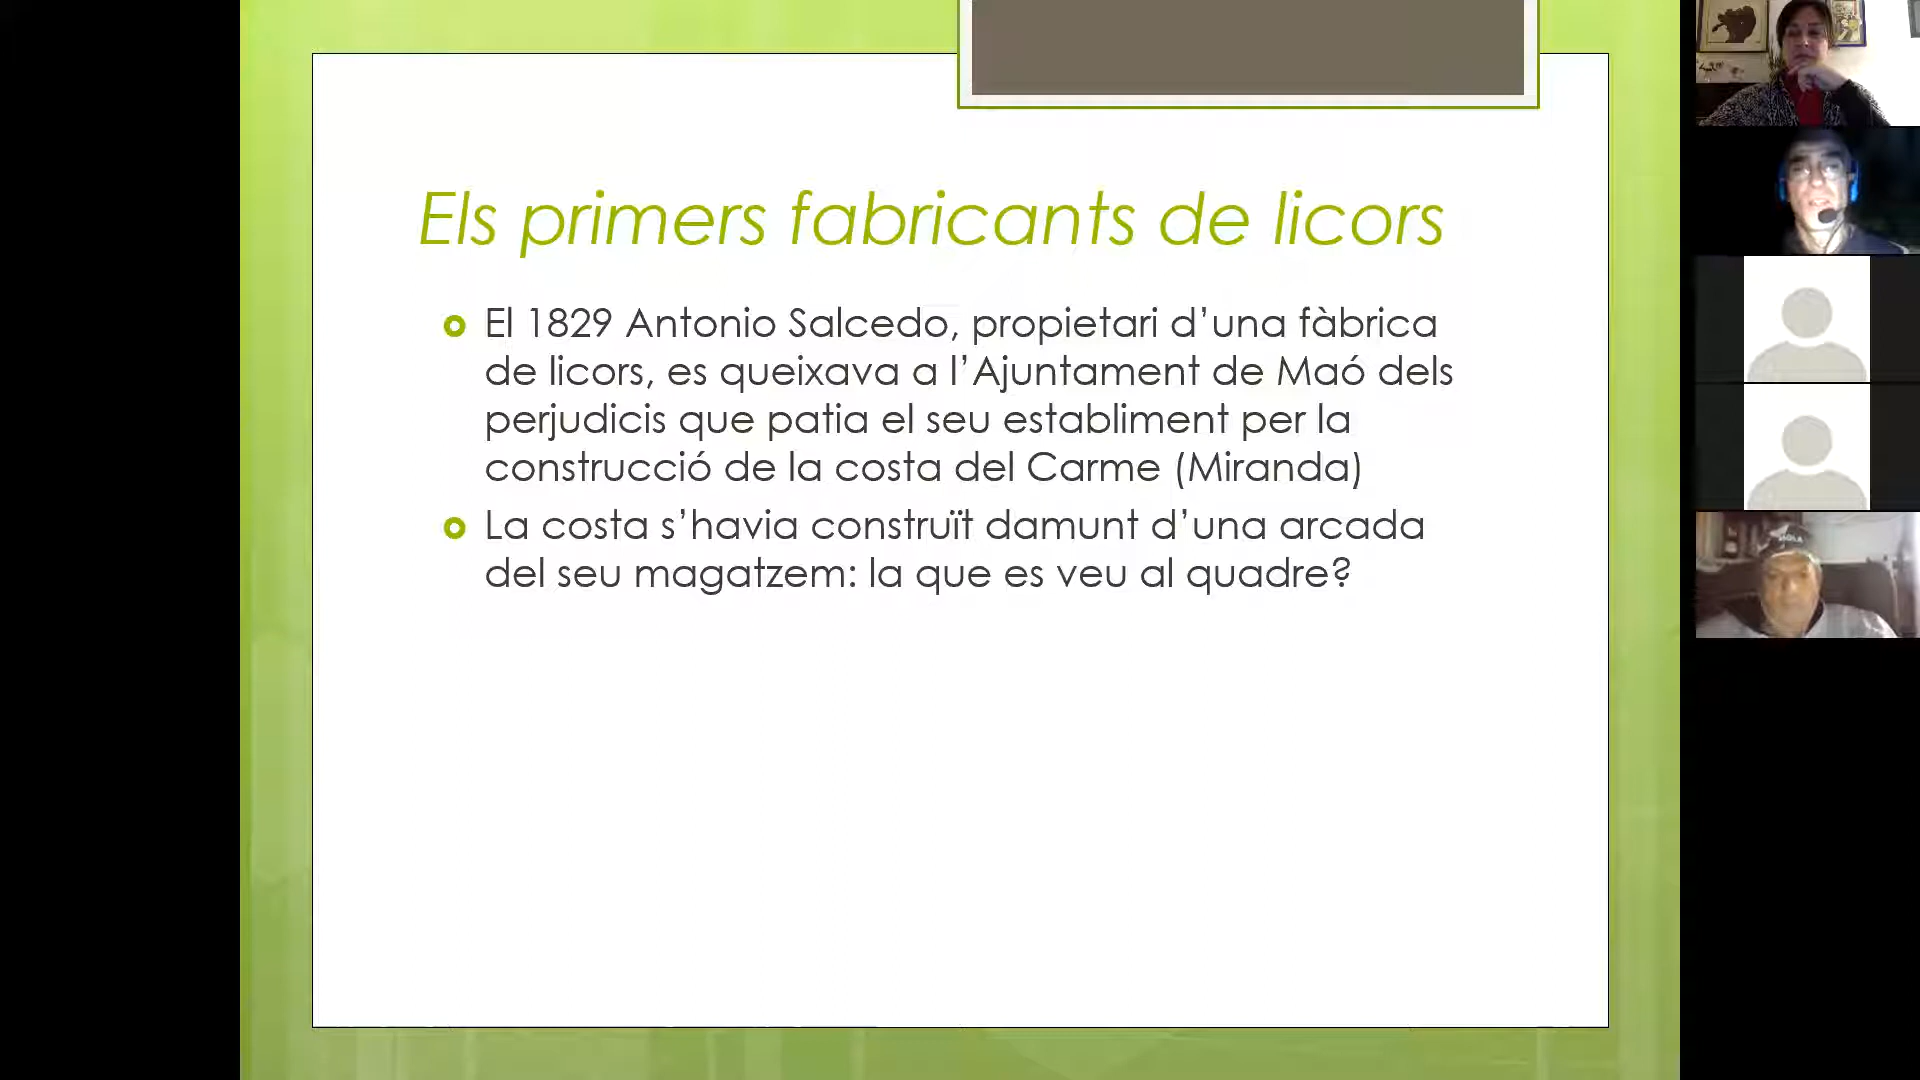 Els primers fabricants de licors
El 1829 Antonio Salcedo, propietari d’una fàbrica
de licors, es queixava a l’Ajuntament de Maó dels
perjudicis que patia el seu establiment per la
construcció de la costa del Carme (Miranda)
La costa s’havia construït damunt d’una arcada
del seu magatzem: la que es veu al quadre?